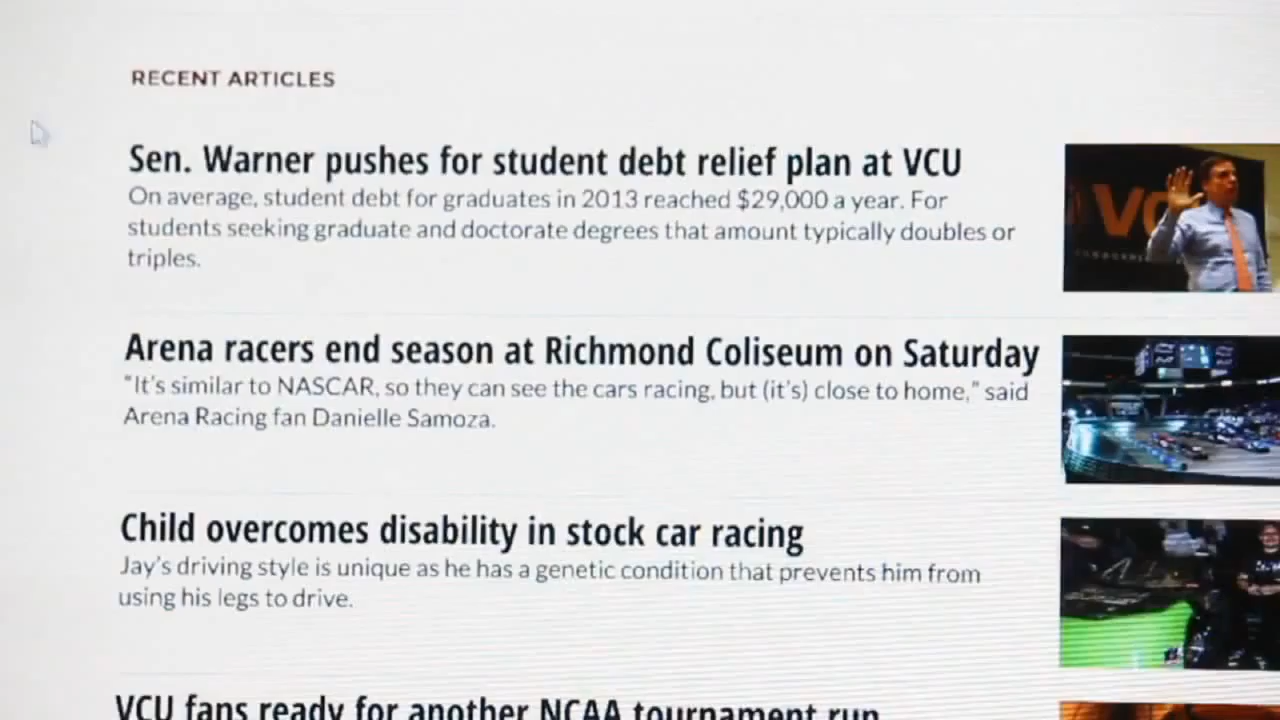 RECENT ARTICLES
Sen. Warner pushes for student debt relief plan at VCU
On average, student debt for graduates in 2013 reached $29,000 a year. For
students seeking graduate and doctorate degrees that amount typically doubles or
triples.
Arena racers end season at Richmond Coliseum on Saturday
"It's similar to NASCAR, so they can see the cars racing, but (it's) close to home," said
Arena Racing fan Danielle Samoza.
Child overcomes disability in stock car racing
Jay's driving style is unique as he has a genetic condition that prevents him from
using his legs to drive.
VCU fans ready for another NCAA tournament run